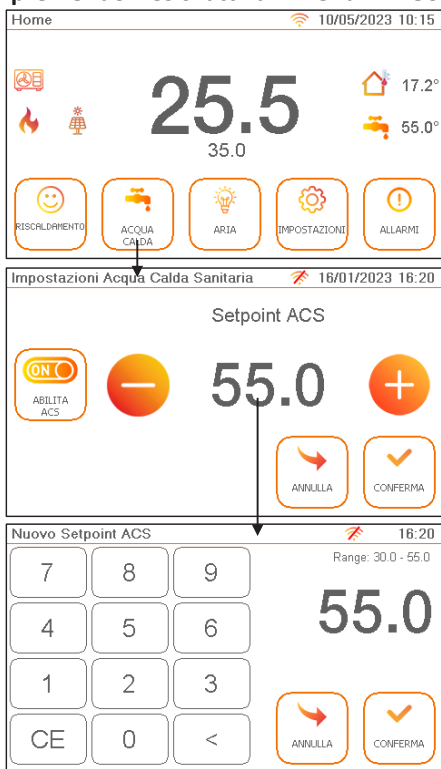 Home 10/05/2023 10:15
25.5
35.0
17.2°
55.0°
RISCALDAMENTO
ACQUA
CALDA
ARIA
IMPOSTAZIONI
ALLARMI
Impostazioni Acqua Calda Sanitaria 16/01/2023 16:20
Setpoint ACS
ON
ABILITA
ACS
55.0
ANNULLA
CONFERMA
Nuovo Setpoint ACS 16:20
Range: 30.0 - 55.0
55.0
7 8 9
4 5 6
1 2 3
CE 0 <
ANNULLA
CONFERMA